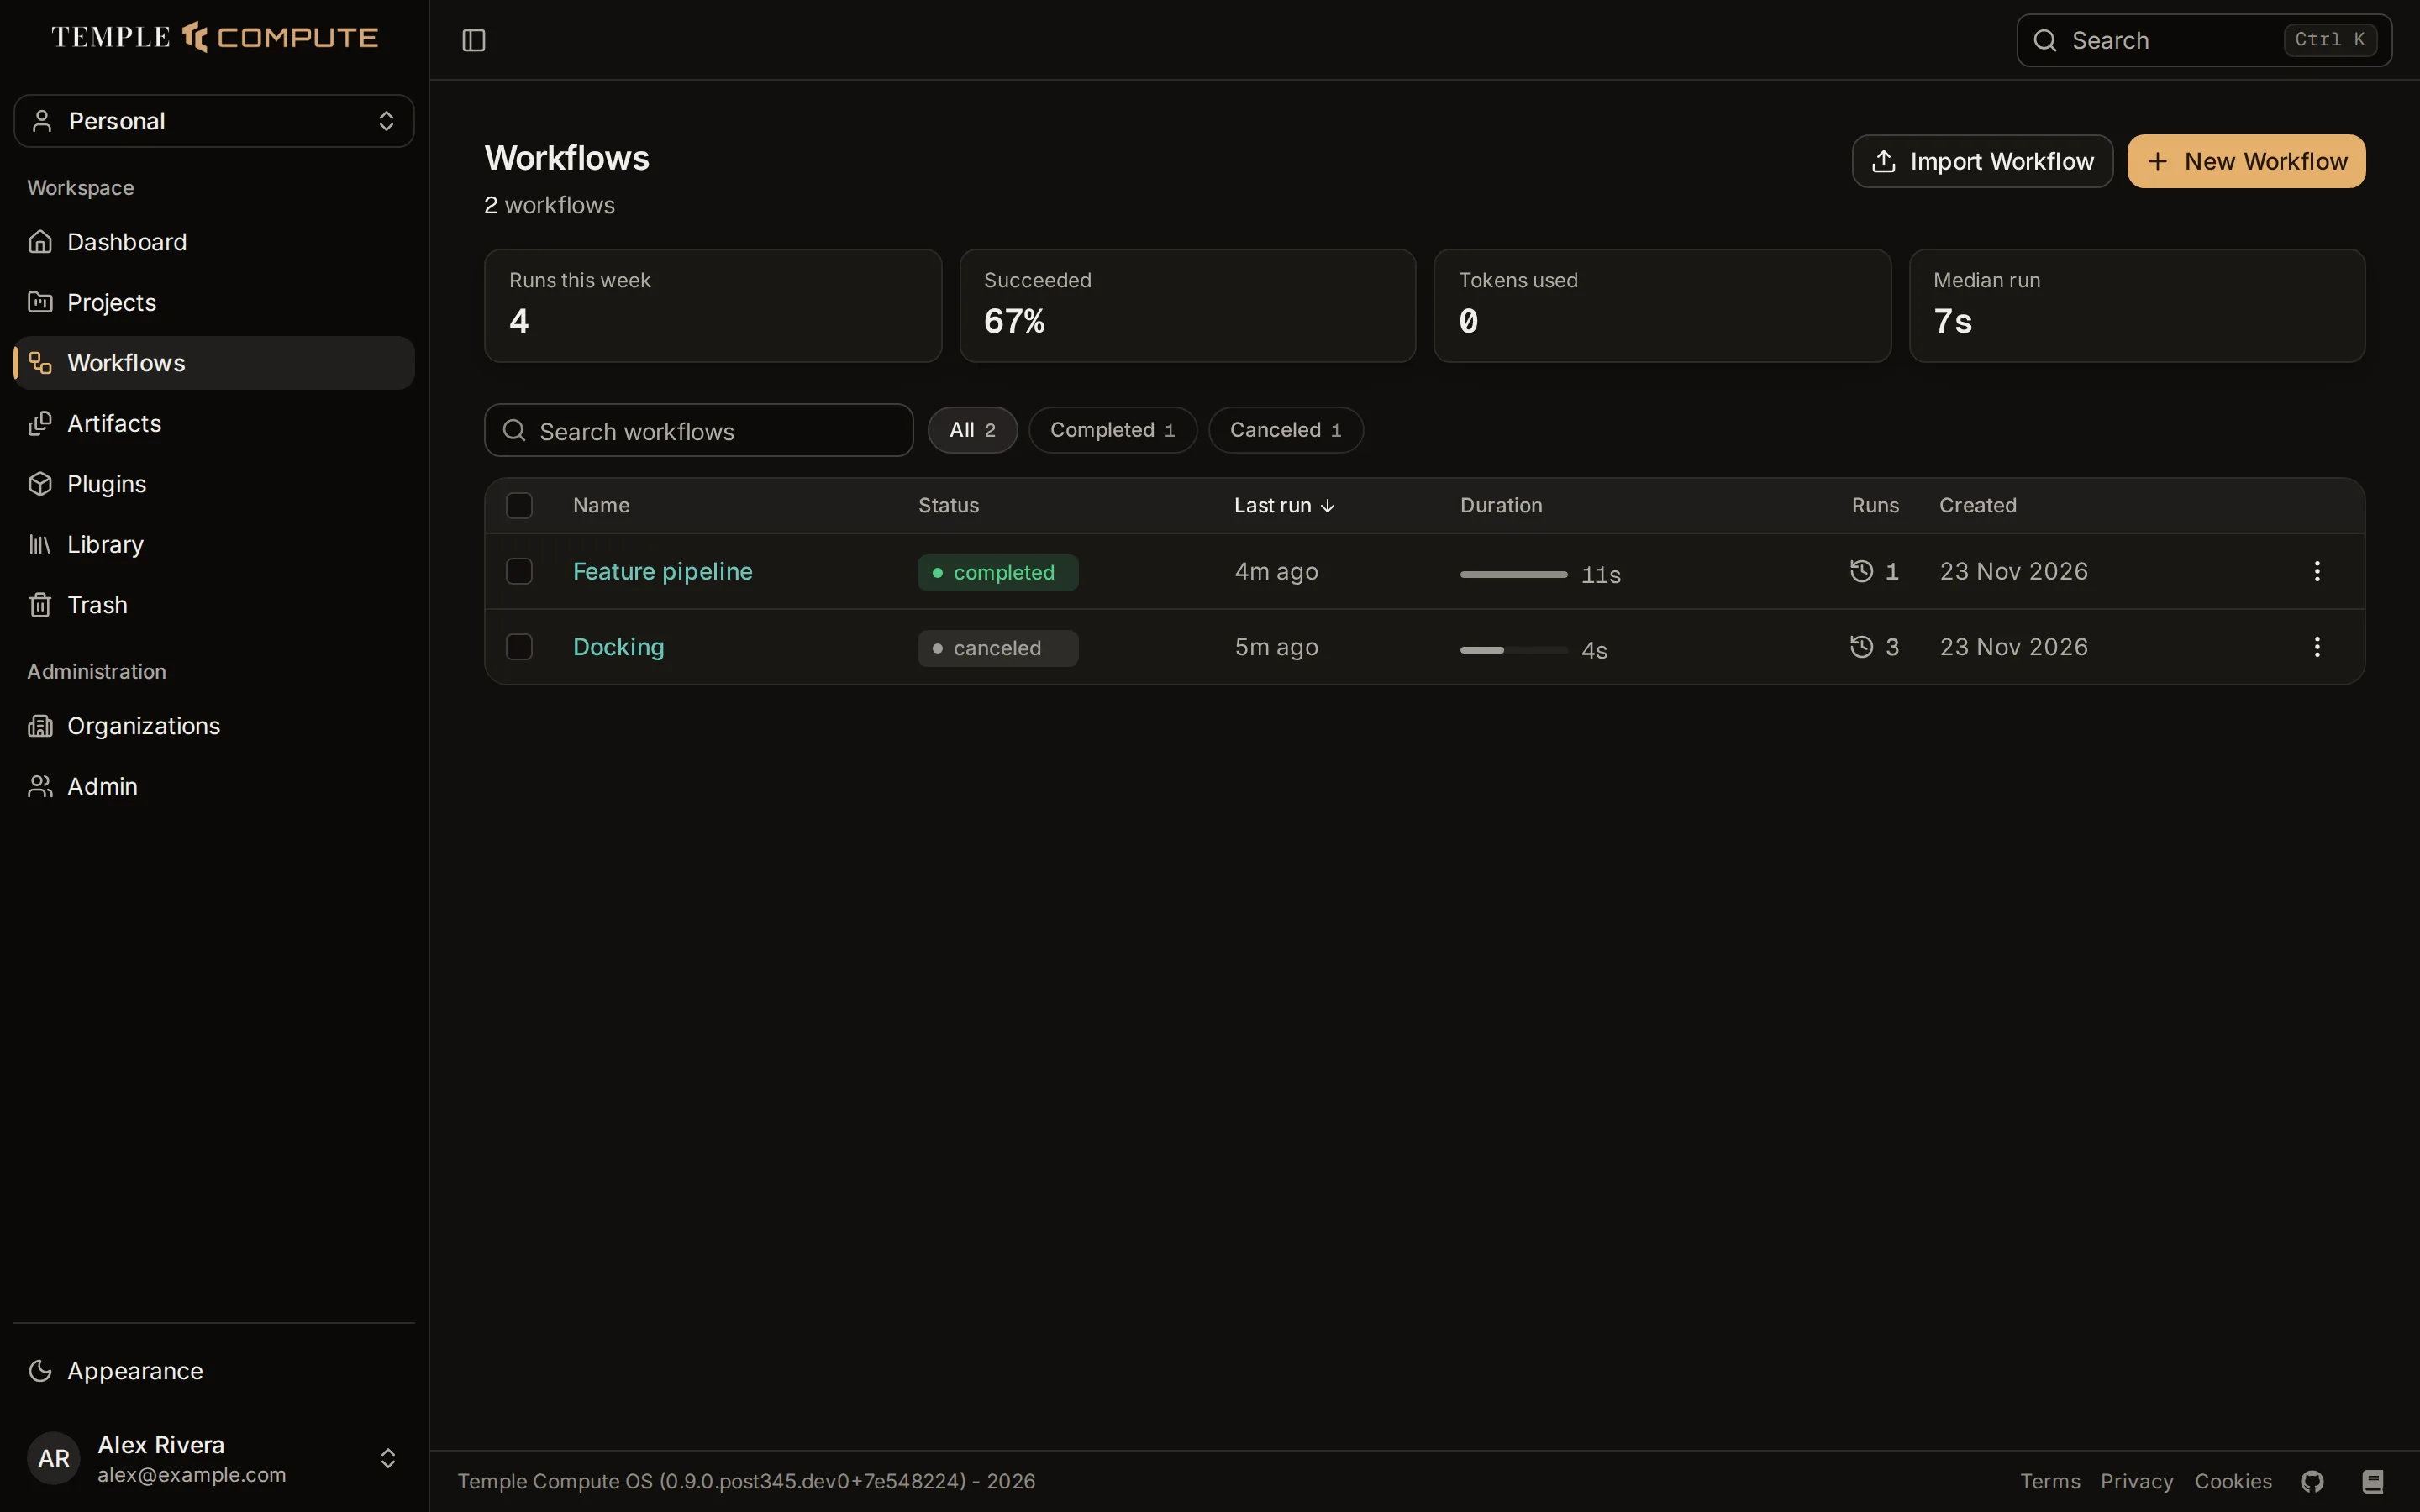 TEMPLE COMPUTE
Search Ctrl K
Personal
Workspace
Dashboard
Projects
Workflows
Artifacts
Plugins
Library
Trash
Administration
Organizations
Admin
Appearance
AR
Alex Rivera
alex@example.com
Workflows
2 workflows
Import Workflow
New Workflow
Runs this week
4
Succeeded
67%
Tokens used
0
Median run
7s
Search workflows
All 2
Completed 1
Canceled 1
Name Status Last run Duration Runs Created
Feature pipeline completed 4m ago 11s 1 23 Nov 2026
Docking canceled 5m ago 4s 3 23 Nov 2026
Temple Compute OS (0.9.0.post345.dev0+7e548224) - 2026
Terms Privacy Cookies